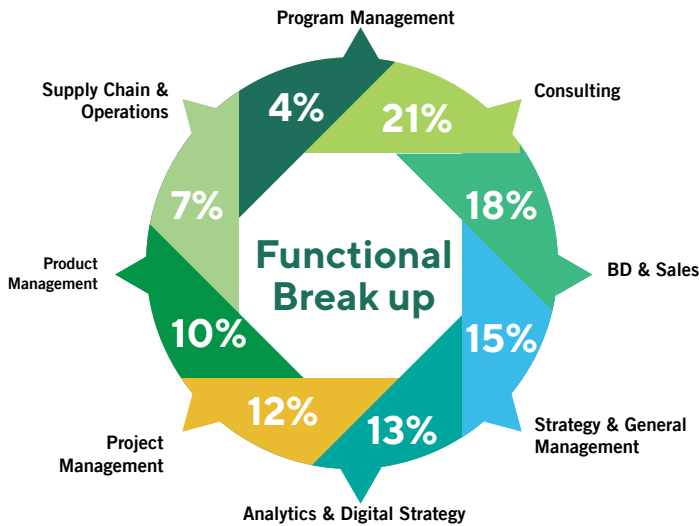 Program Management
Supply Chain &
Operations
4%
21%
Consulting
7%
18%
Functional
Break up
Product
Management
BD & Sales
10%
15%
12%
13%
Project
Management
Strategy & General
Management
Analytics & Digital Strategy